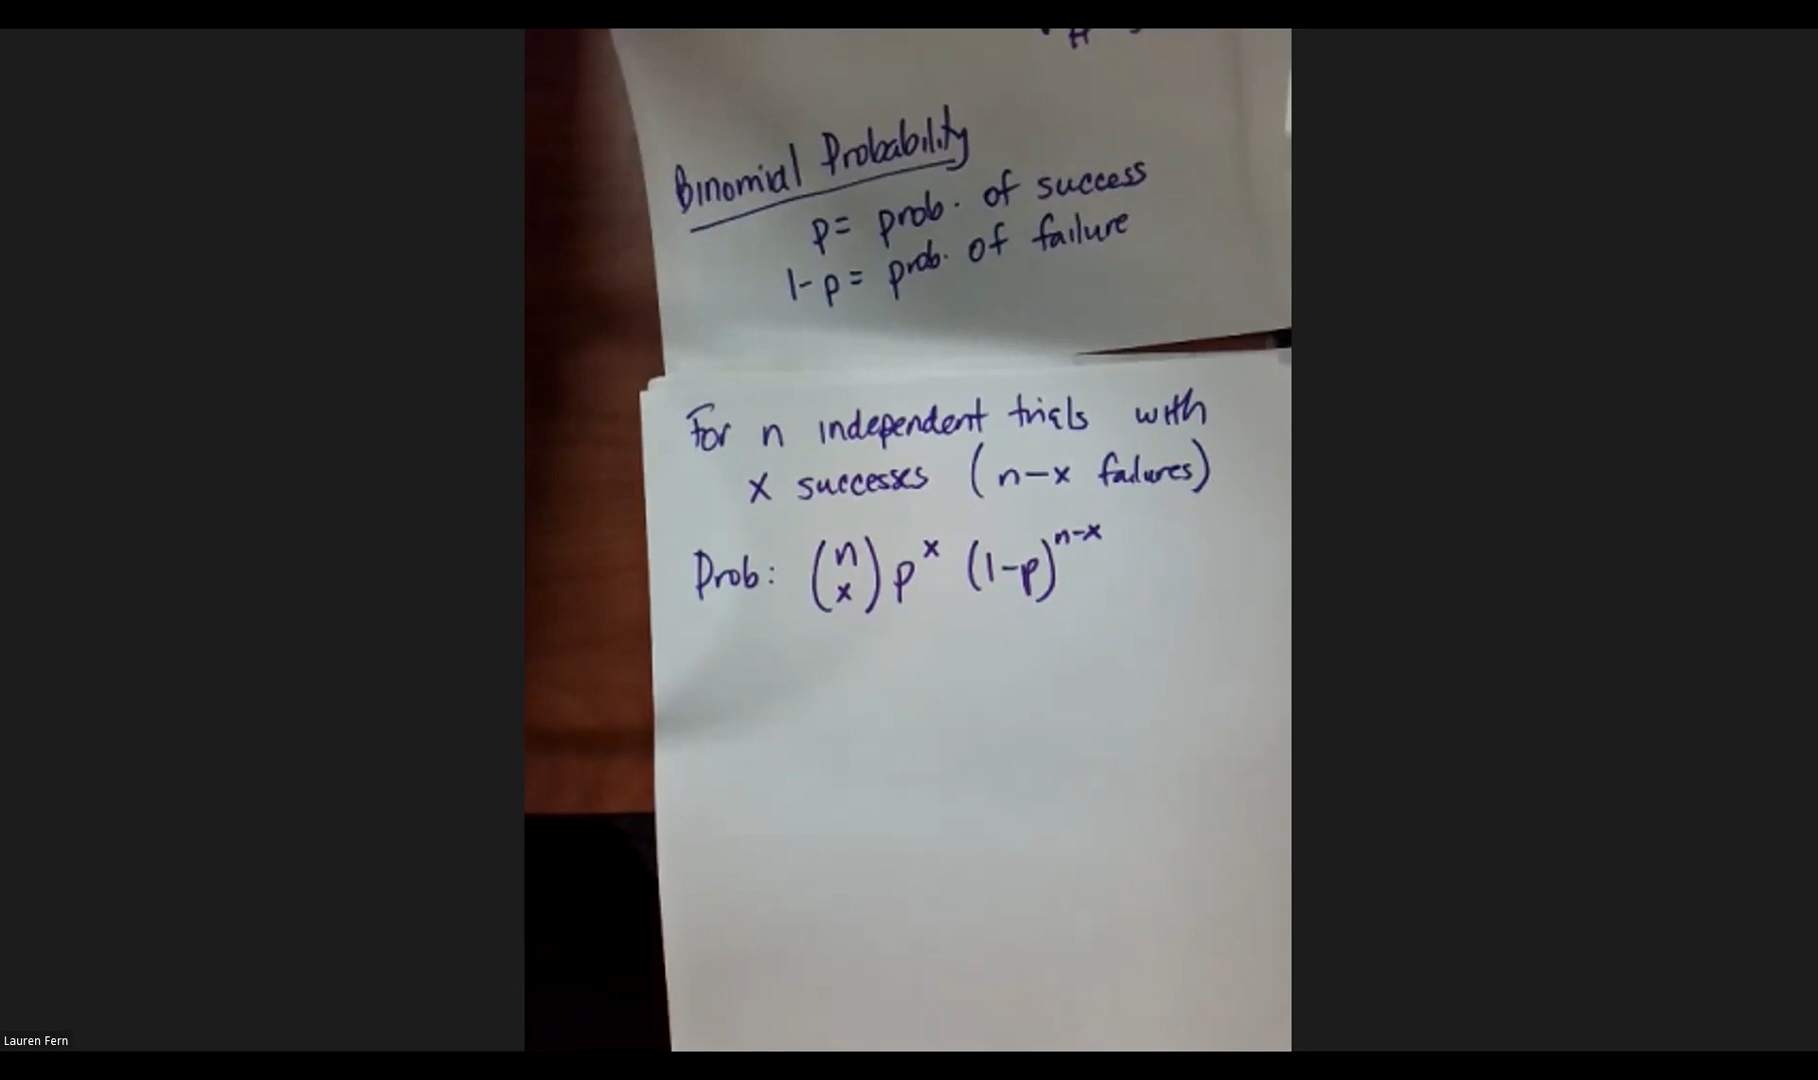 Binomial Probability
p = prob. of success
1-p = prob. of failure
For n independent trials with
x successes (n-x failures)
Prob: (n x) p^x (1-p)^n-x
Lauren Fern